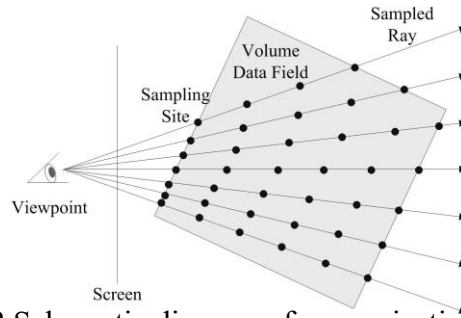 Sampled
Ray
Volume
Data Field
Sampling
Site
Viewpoint
Screen